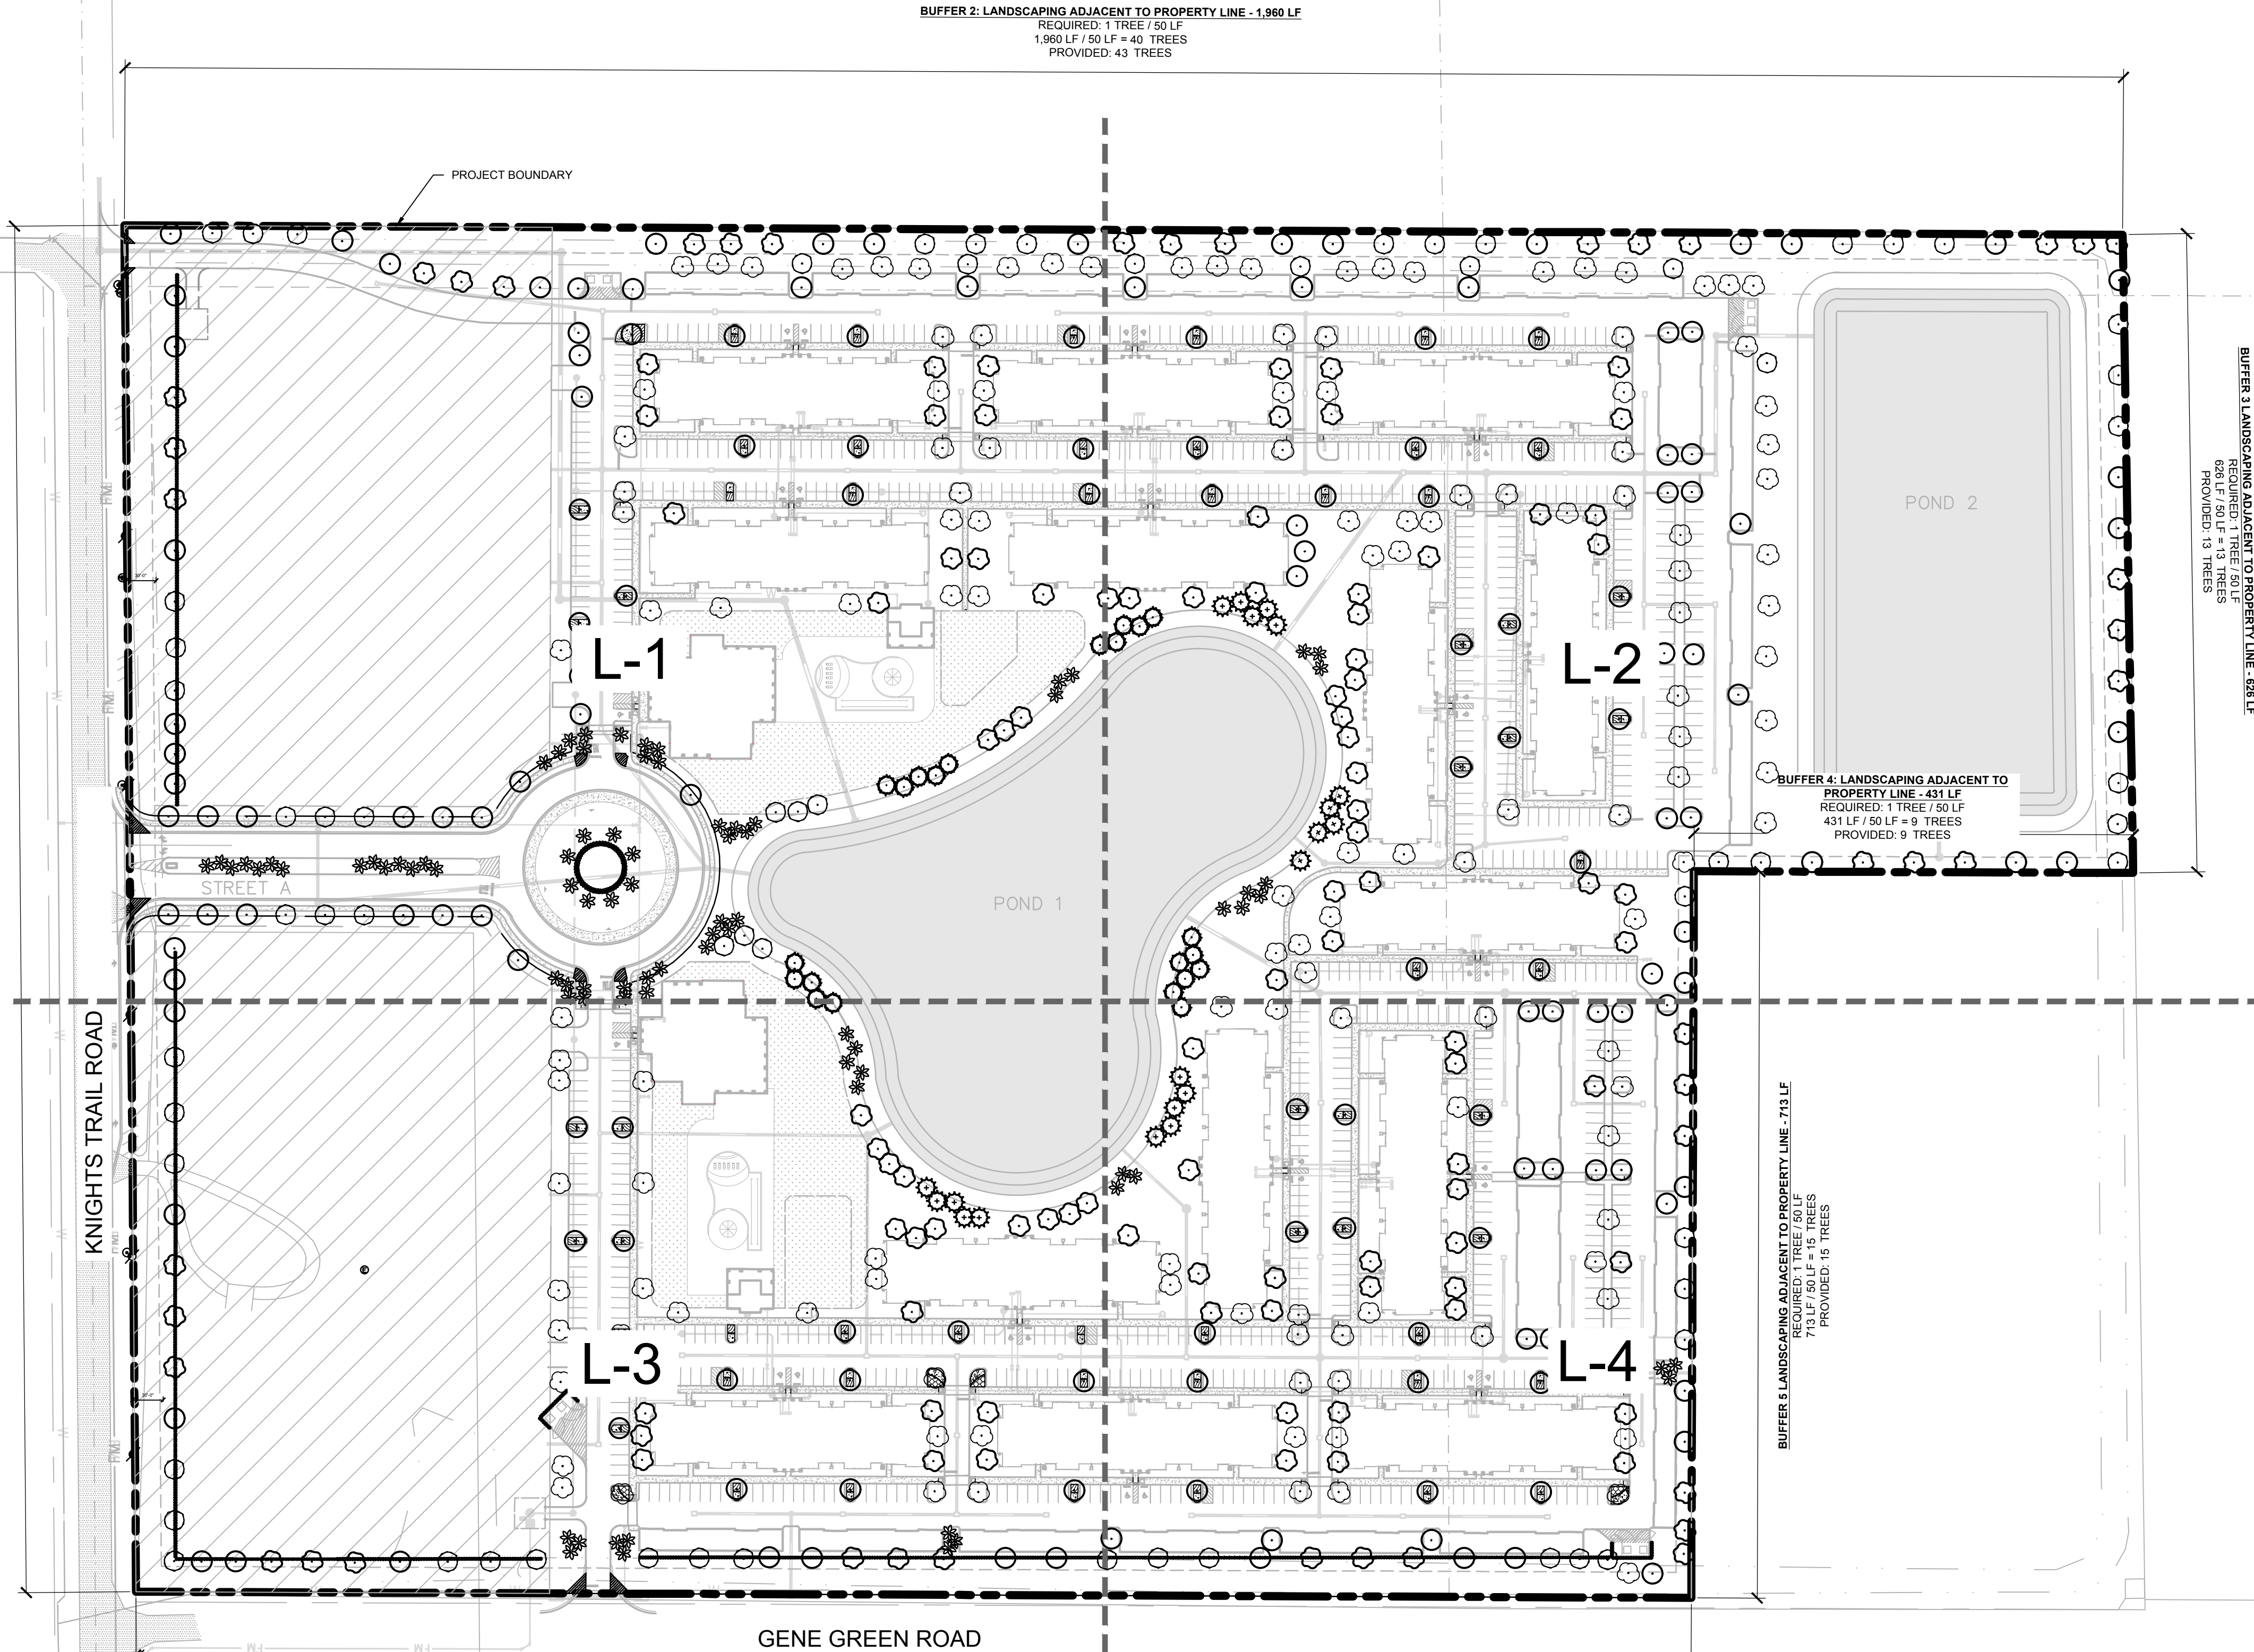 BUFFER 2: LANDSCAPING ADJACENT TO PROPERTY LINE - 1,960 LF
REQUIRED: 1 TREE / 50 LF
1,960 LF / 50 LF = 40 TREES
PROVIDED: 43 TREES
PROJECT BOUNDARY
BUFFER 3 LANDSCAPING ADJACENT TO PROPERTY LINE - 626 LF
REQUIRED: 1 TREE / 50 LF
626 LF / 50 LF = 13 TREES
PROVIDED: 13 TREES
POND 2
L-1
L-2
BUFFER 4: LANDSCAPING ADJACENT TO
PROPERTY LINE - 431 LF
REQUIRED: 1 TREE / 50 LF
431 LF / 50 LF = 9 TREES
PROVIDED: 9 TREES
STREET A
POND 1
KNIGHTS TRAIL ROAD
BUFFER 5 LANDSCAPING ADJACENT TO PROPERTY LINE - 713 LF
REQUIRED: 1 TREE / 50 LF
713 LF / 50 LF = 15 TREES
PROVIDED: 15 TREES
L-3
L-4
GENE GREEN ROAD
FM
FM